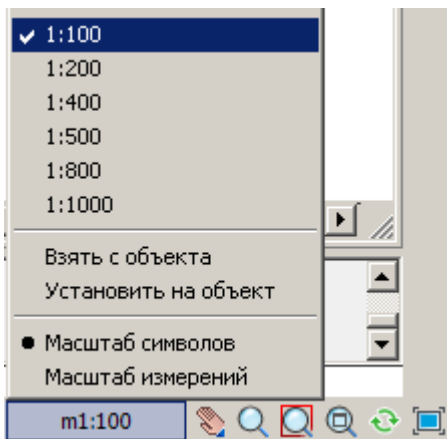 1:100
1:200
1:400
1:500
1:800
1:1000
Взять с объекта
Установить на объект
Масштаб символов
Масштаб измерений
m1:100